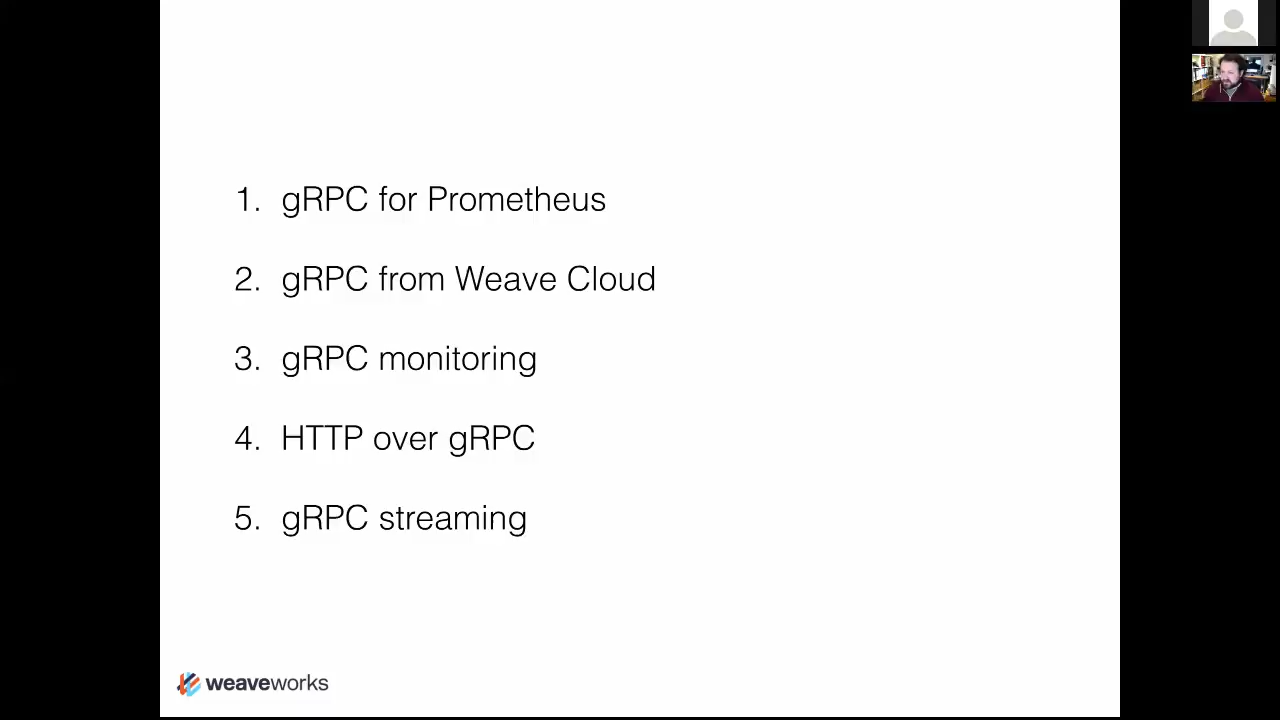 1. gRPC for Prometheus
2. gRPC from Weave Cloud
3. gRPC monitoring
4. HTTP over gRPC
5. gRPC streaming
weaveworks